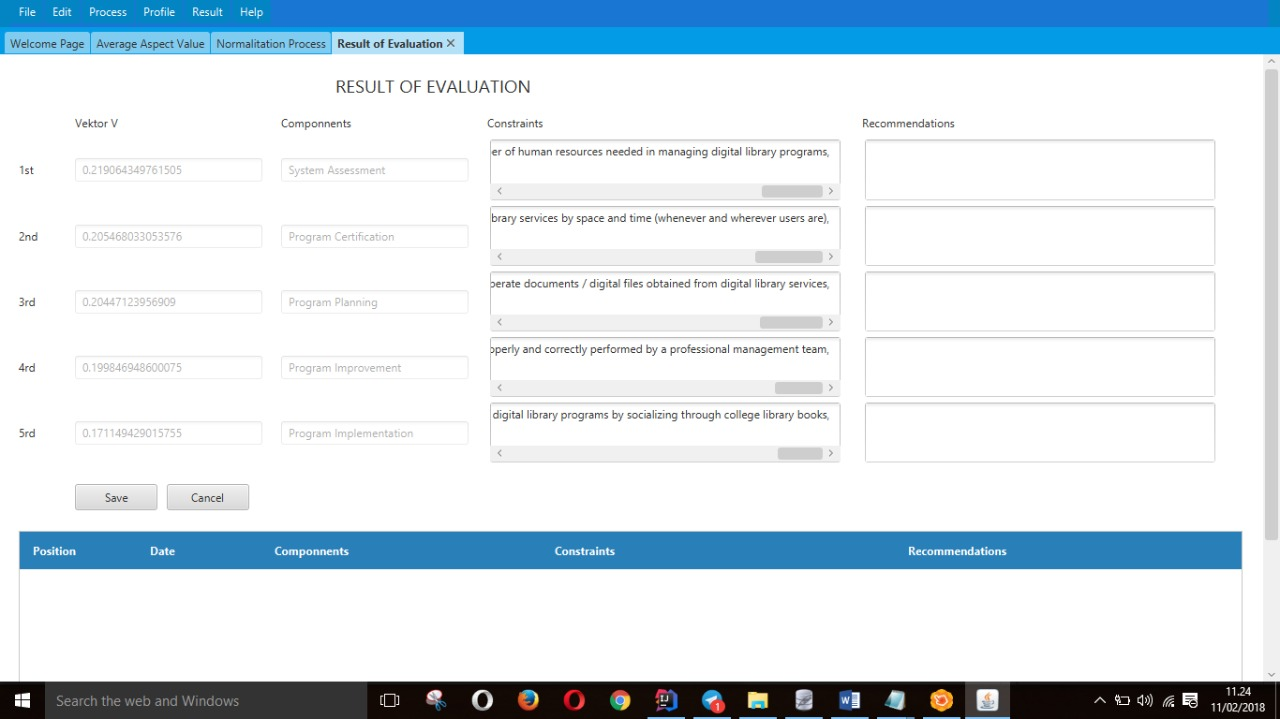 File Edit Process Profile Result Help
Welcome Page Average Aspect Value Normalitation Process Result of Evaluation
RESULT OF EVALUATION
Vektor V Componnents Constraints Recommendations
1st 0.219064349761505 System Assessment er of human resources needed in managing digital library programs,
2nd 0.205468033053576 Program Certification brary services by space and time (whenever and wherever users are),
3rd 0.20447123956909 Program Planning perate documents / digital files obtained from digital library services,
4rd 0.199846948600075 Program Improvement operly and correctly performed by a professional management team,
5rd 0.171149429015755 Program Implementation digital library programs by socializing through college library books,
Save Cancel
Position Date Componnents Constraints Recommendations
Search the web and Windows
1
11.24
11/02/2018